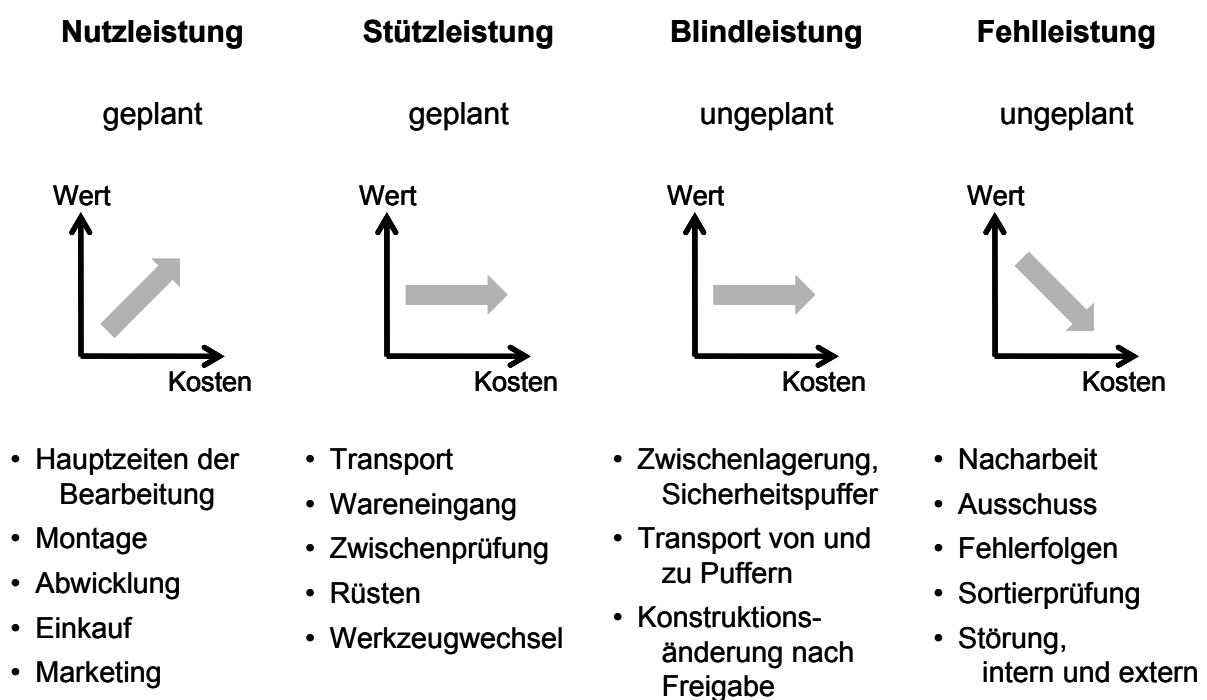 Nutzleistung
geplant
Wert
Kosten
• Hauptzeiten der
Bearbeitung
• Montage
• Abwicklung
• Einkauf
• Marketing
Stützleistung
geplant
Wert
Kosten
• Transport
• Wareneingang
• Zwischenprüfung
• Rüsten
• Werkzeugwechsel
Blindleistung
ungeplant
Wert
Kosten
• Zwischenlagerung,
Sicherheitspuffer
• Transport von und
zu Puffern
• Konstruktions-
änderung nach
Freigabe
Fehlleistung
ungeplant
Wert
Kosten
• Nacharbeit
• Ausschuss
• Fehlerfolgen
• Sortierprüfung
• Störung,
intern und extern